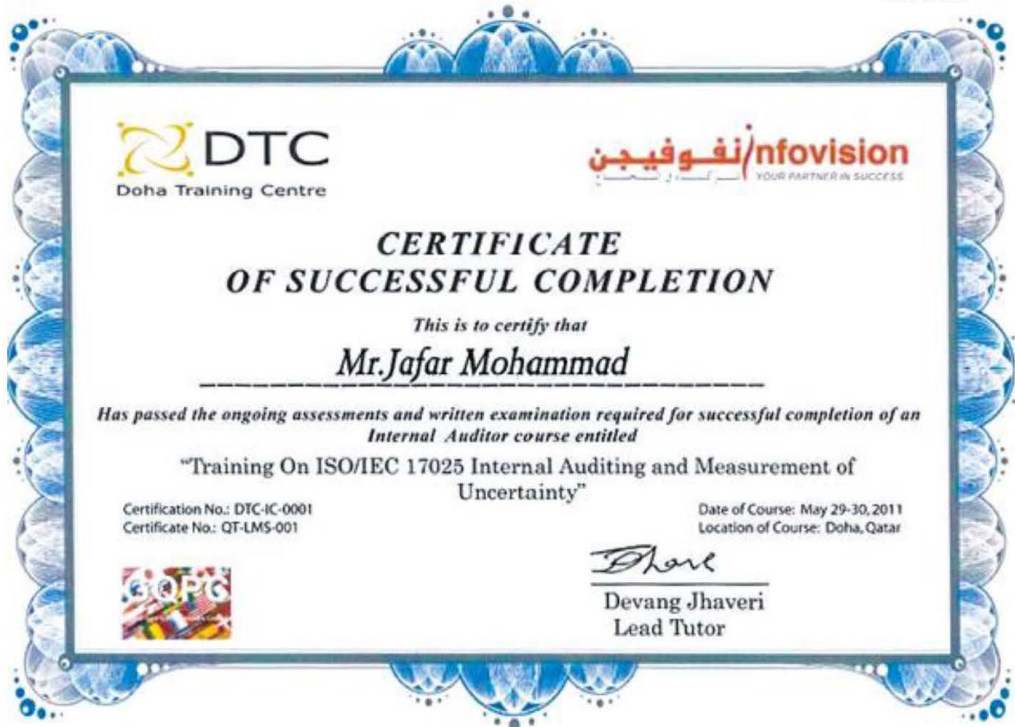 DTC
Doha Training Centre
إنفوفيجن
infovision
YOUR PARTNER IN SUCCESS
CERTIFICATE
OF SUCCESSFUL COMPLETION
This is to certify that
Mr.Jafar Mohammad
Has passed the ongoing assessments and written examination required for successful completion of an
Internal Auditor course entitled
“Training On ISO/IEC 17025 Internal Auditing and Measurement of
Uncertainty”
Certification No.: DTC-IC-0001
Certificate No.: QT-LMS-001
Date of Course: May 29-30, 2011
Location of Course: Doha, Qatar
GQPG
Devang Jhaveri
Lead Tutor